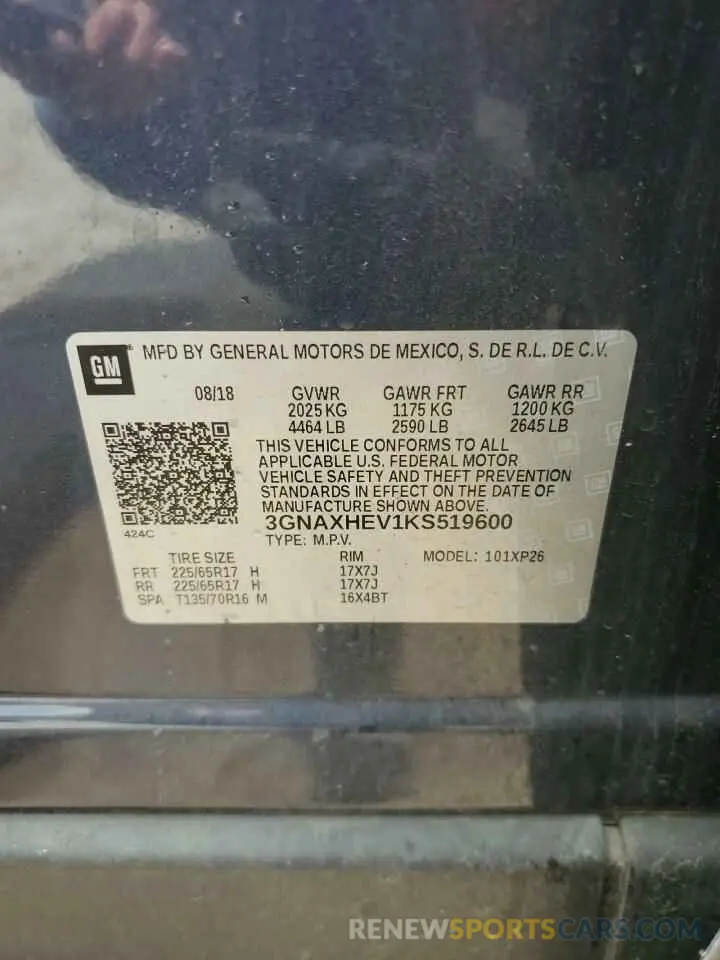 GM ® MFD BY GENERAL MOTORS DE MEXICO, S. DE R.L. DE C.V.
08/18 GVWR GAWR FRT GAWR RR
2025 KG 1175 KG 1200 KG
4464 LB 2590 LB 2645 LB
THIS VEHICLE CONFORMS TO ALL
APPLICABLE U.S. FEDERAL MOTOR
VEHICLE SAFETY AND THEFT PREVENTION
STANDARDS IN EFFECT ON THE DATE OF
MANUFACTURE SHOWN ABOVE.
3GNAXHEV1KS519600
424C
TYPE: M.P.V.
TIRE SIZE RIM MODEL: 101XP26
FRT 225/65R17 H 17X7J
RR 225/65R17 H 17X7J
SPA T135/70R16 M 16X4BT
RENEWSPORTSCARS.COM